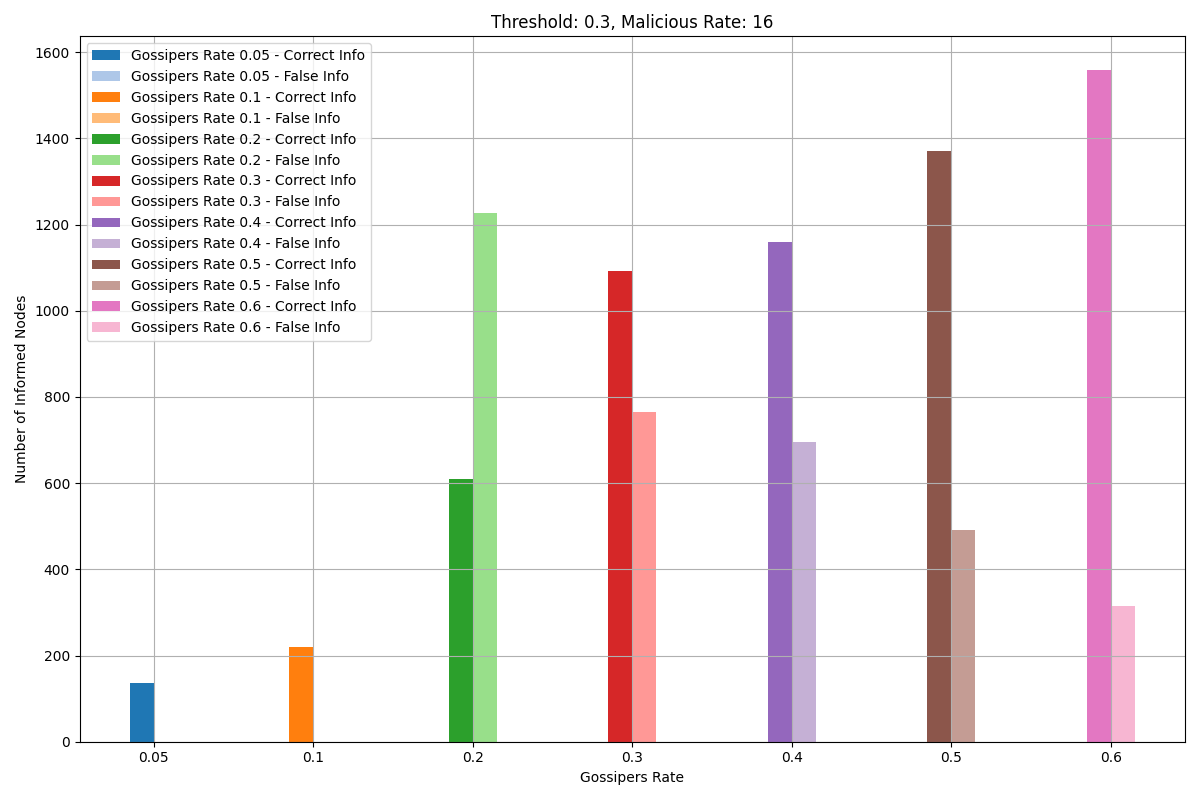 Threshold: 0.3, Malicious Rate: 16
1600
1400
1200
1000
800
600
400
200
0
Number of Informed Nodes
Gossipers Rate 0.05 - Correct Info
Gossipers Rate 0.05 - False Info
Gossipers Rate 0.1 - Correct Info
Gossipers Rate 0.1 - False Info
Gossipers Rate 0.2 - Correct Info
Gossipers Rate 0.2 - False Info
Gossipers Rate 0.3 - Correct Info
Gossipers Rate 0.3 - False Info
Gossipers Rate 0.4 - Correct Info
Gossipers Rate 0.4 - False Info
Gossipers Rate 0.5 - Correct Info
Gossipers Rate 0.5 - False Info
Gossipers Rate 0.6 - Correct Info
Gossipers Rate 0.6 - False Info
0.05 0.1 0.2 0.3 0.4 0.5 0.6
Gossipers Rate